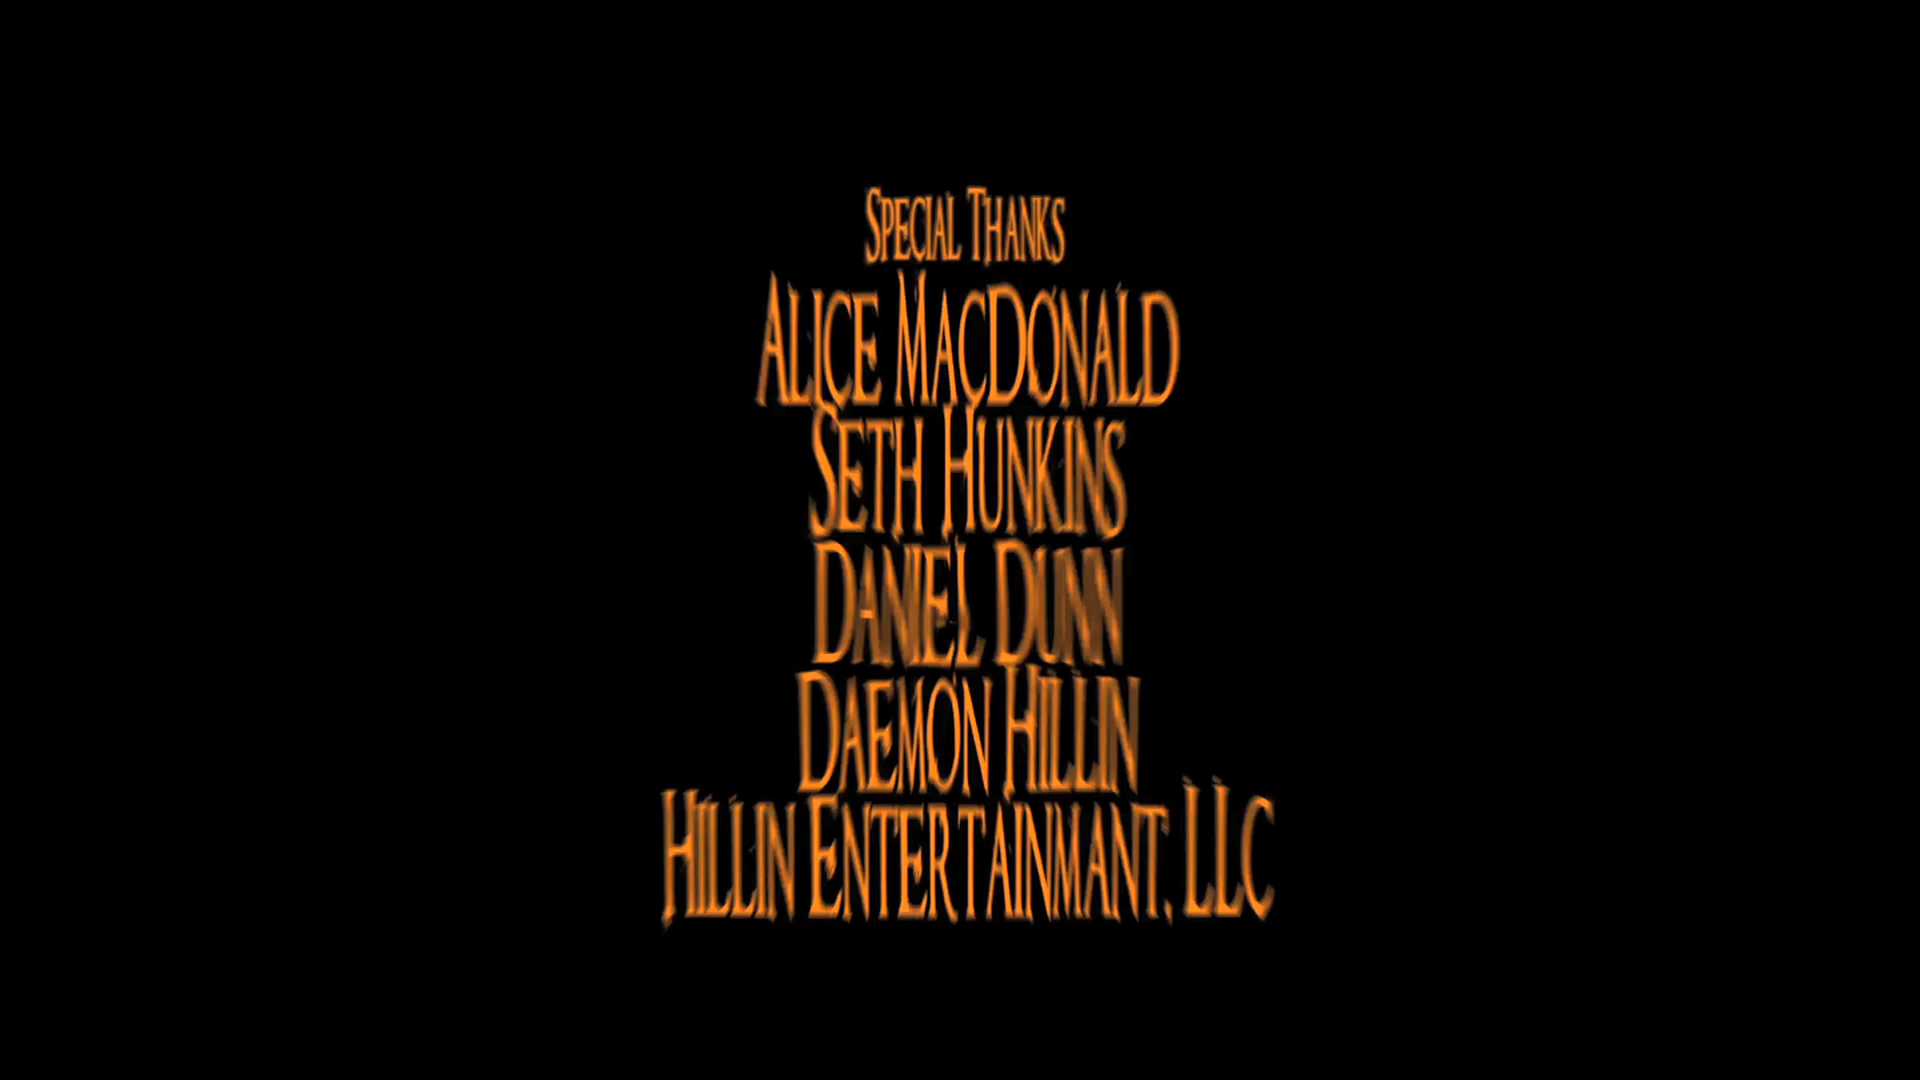 Special Thanks
Alice MacDonald
Seth Hunkins
Daniel Dunn
Daemon Hillin
Hillin Entertainmant, LLC